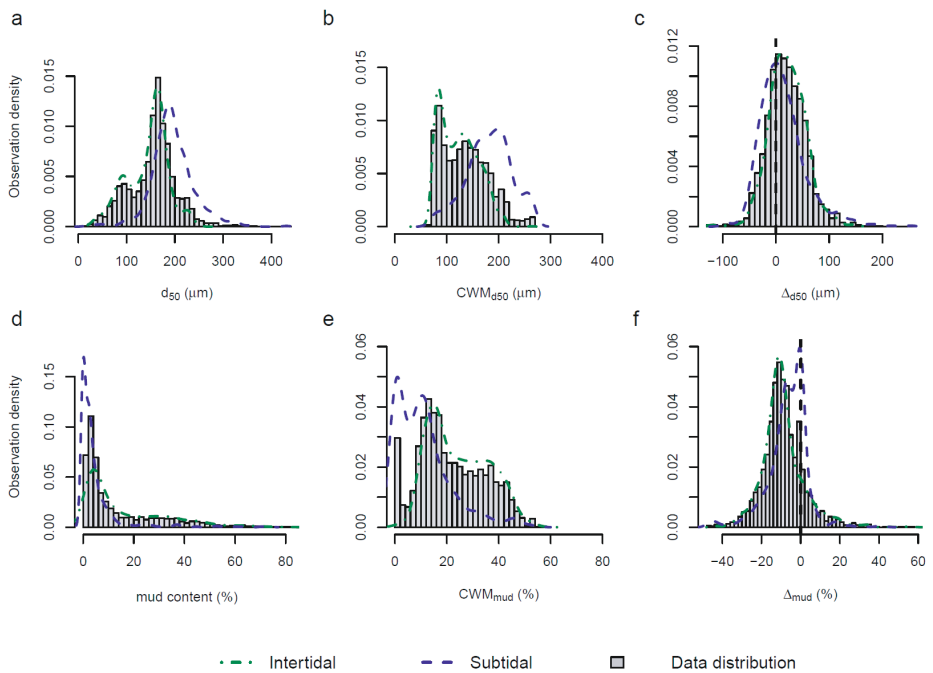 a
b
c
Observation density
0.000 0.005 0.010 0.015
0 100 200 300 400
d50 (μm)
0.000 0.005 0.010 0.015
0 100 200 300 400
CWMd50 (μm)
0.000 0.004 0.008 0.012
−100 0 100 200
Δd50 (μm)
d
e
f
Observation density
0.00 0.05 0.10 0.15
0 20 40 60 80
mud content (%)
0.00 0.02 0.04 0.06
0 20 40 60 80
CWMmud (%)
0.00 0.02 0.04 0.06
−40 −20 0 20 40 60
Δmud (%)
Intertidal
Subtidal
Data distribution